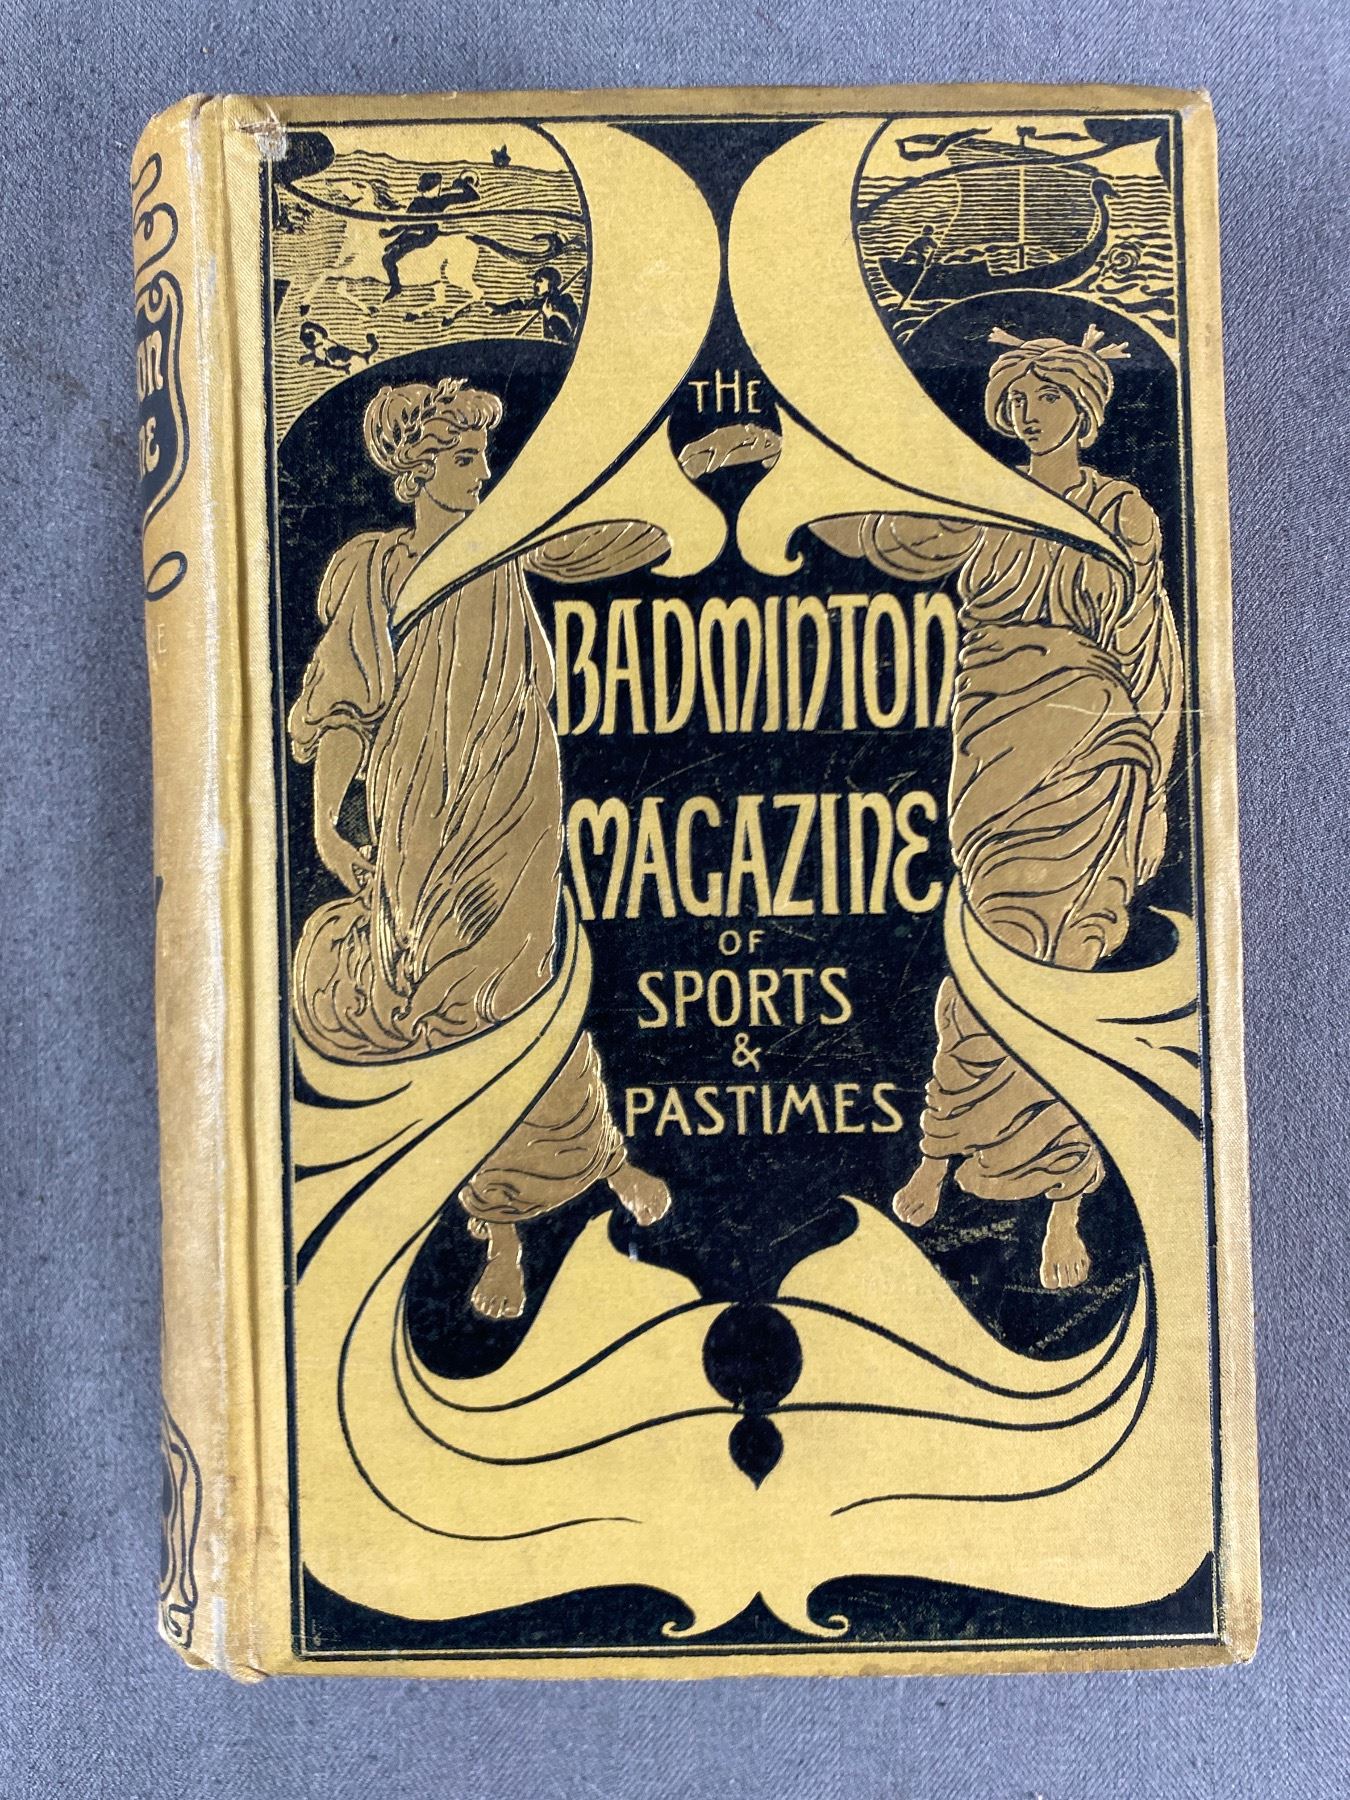 THE
BADMINTON
MAGAZINE
OF
SPORTS
&
PASTIMES